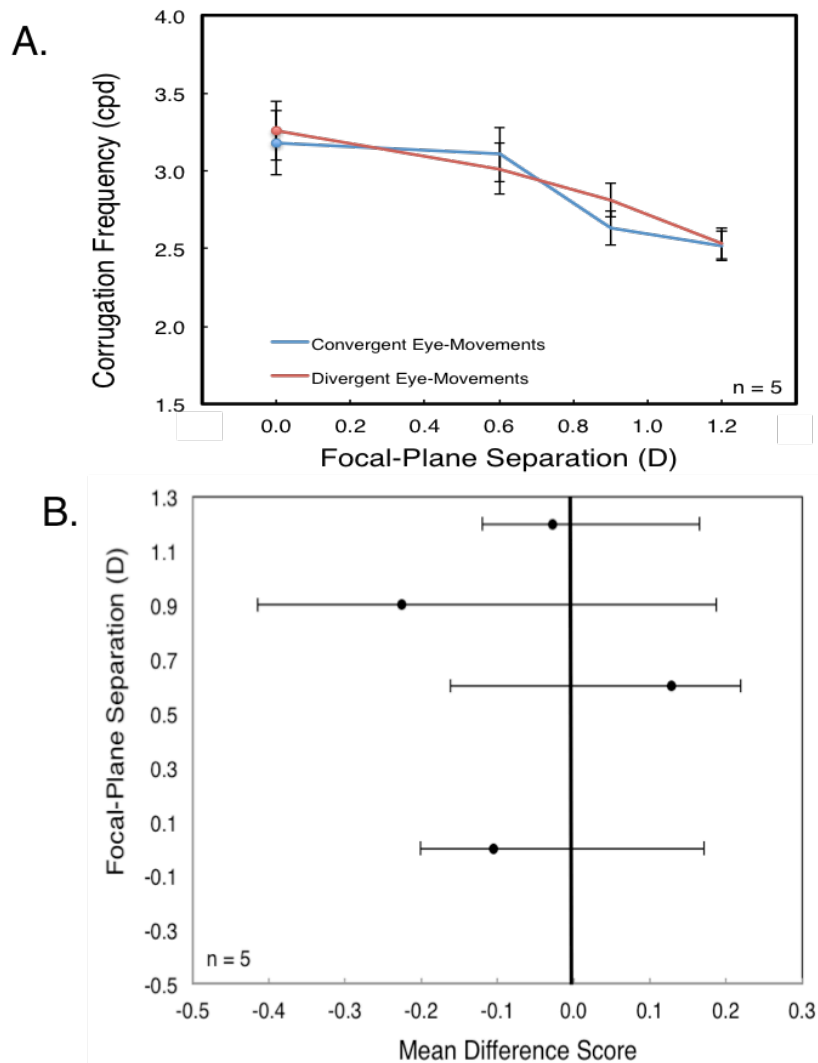 A.
Corrugation Frequency (cpd)
4.0
3.5
3.0
2.5
2.0
1.5
Convergent Eye-Movements
Divergent Eye-Movements
n = 5
0.0 0.2 0.4 0.6 0.8 1.0 1.2
Focal-Plane Separation (D)
B.
Focal-Plane Separation (D)
1.3
1.1
0.9
0.7
0.5
0.3
0.1
-0.1
-0.3
-0.5
n = 5
-0.5 -0.4 -0.3 -0.2 -0.1 0.0 0.1 0.2 0.3
Mean Difference Score